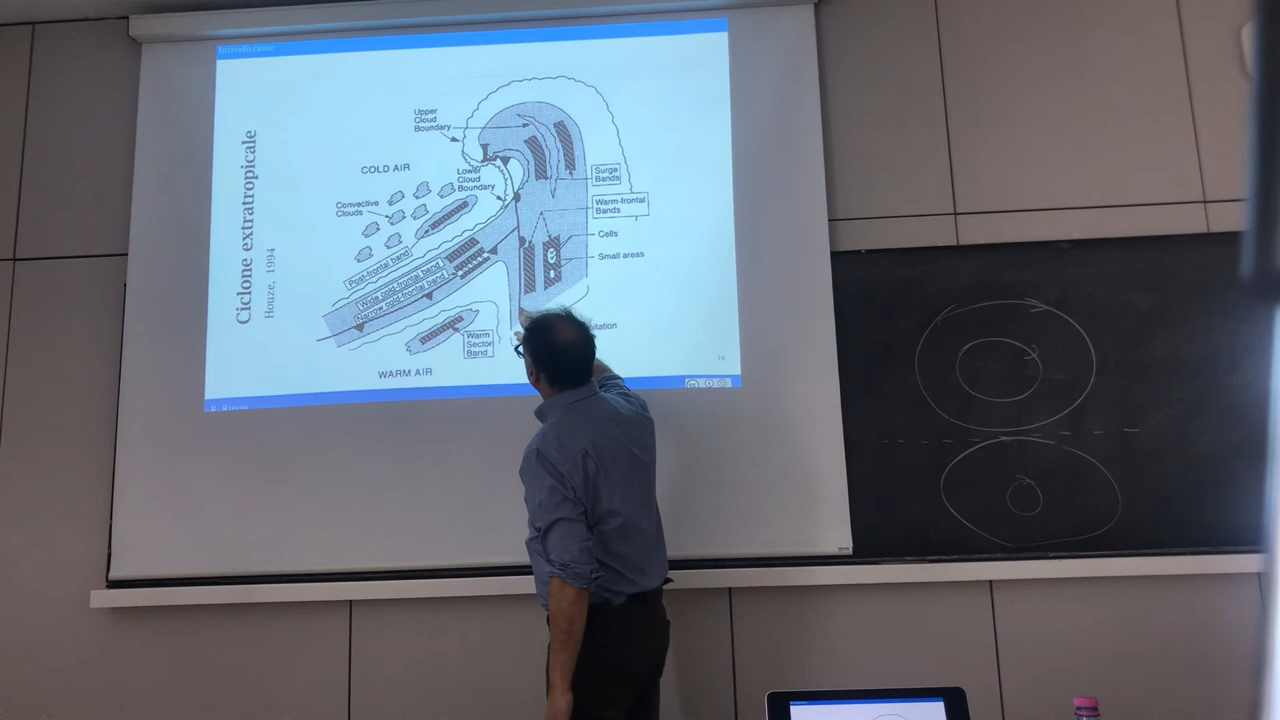 Introduzione
Ciclone extratropicale
Houze, 1994
Upper
Cloud
Boundary
COLD AIR
Lower
Cloud
Boundary
Convective
Clouds
Surge
Bands
Warm-frontal
Bands
Cells
Small areas
Post-frontal band
Wide cold-frontal band
Narrow cold-frontal band
Warm
Sector
Band
WARM AIR
16